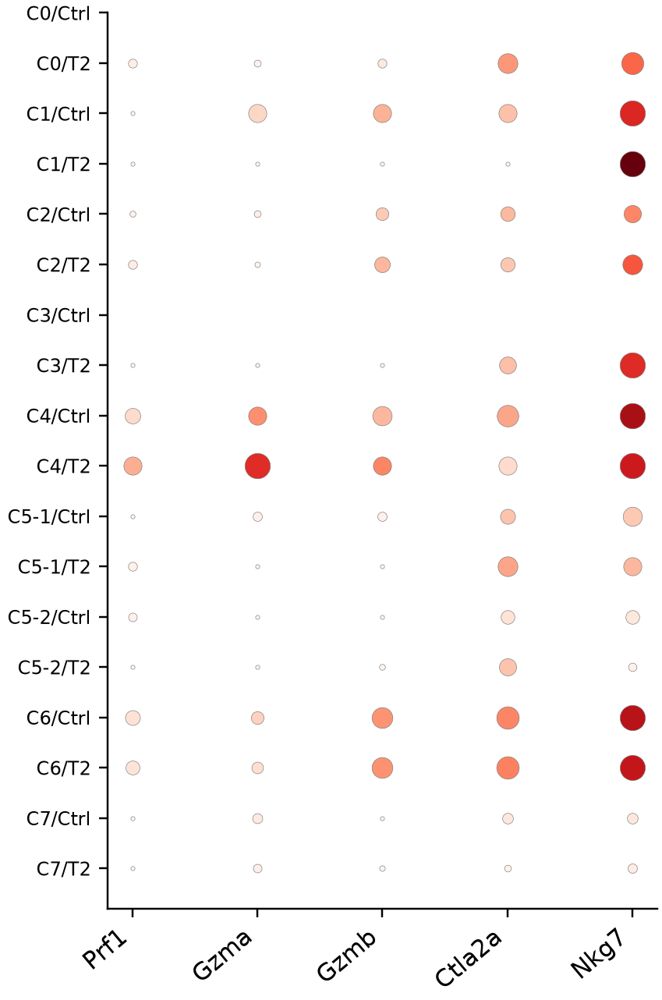 C0/Ctrl
C0/T2
C1/Ctrl
C1/T2
C2/Ctrl
C2/T2
C3/Ctrl
C3/T2
C4/Ctrl
C4/T2
C5-1/Ctrl
C5-1/T2
C5-2/Ctrl
C5-2/T2
C6/Ctrl
C6/T2
C7/Ctrl
C7/T2
Prf1
Gzma
Gzmb
Ctla2a
Nkg7